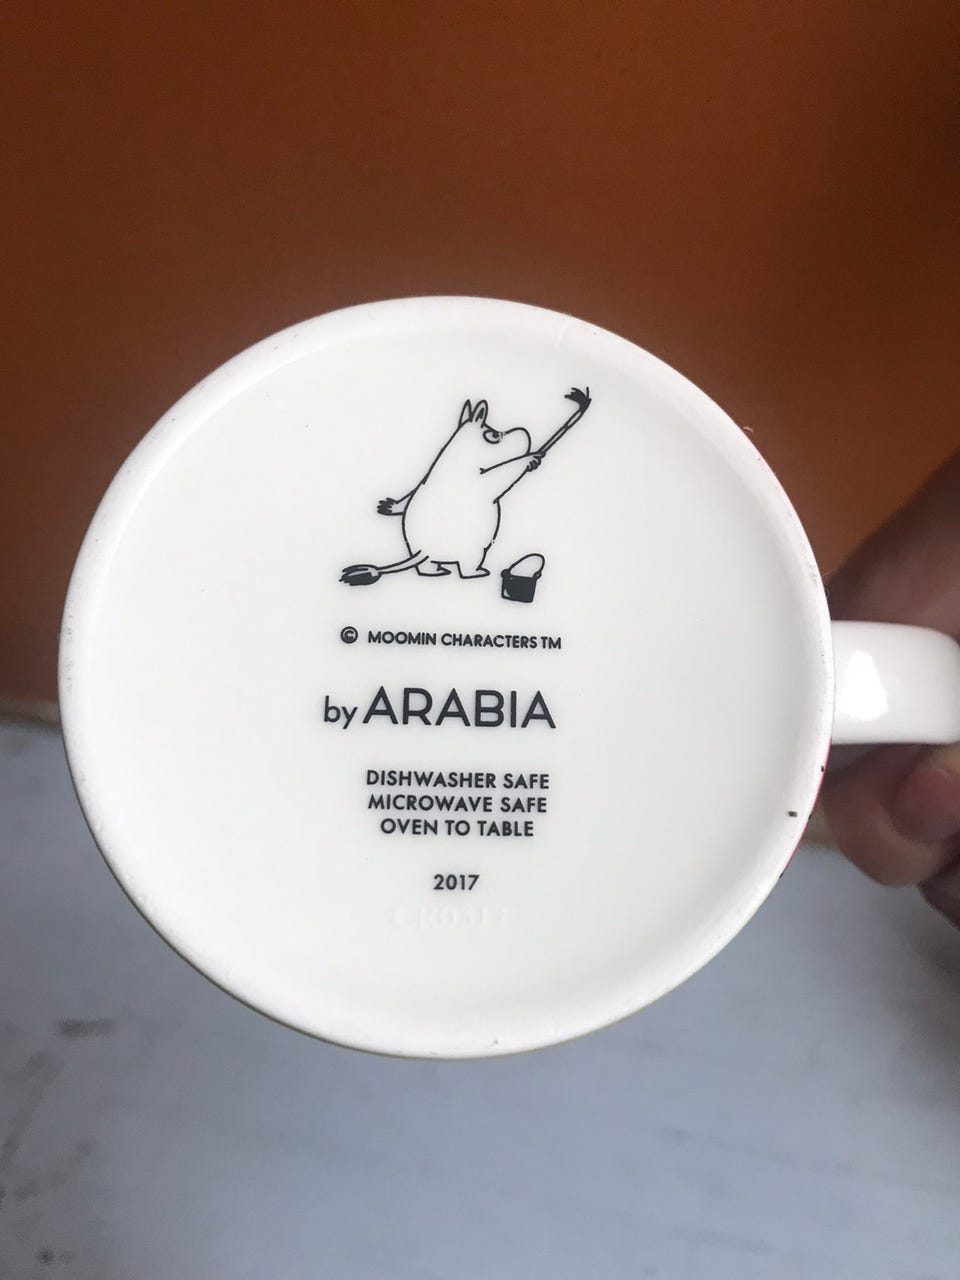 © MOOMIN CHARACTERS TM
by ARABIA
DISHWASHER SAFE
MICROWAVE SAFE
OVEN TO TABLE
2017